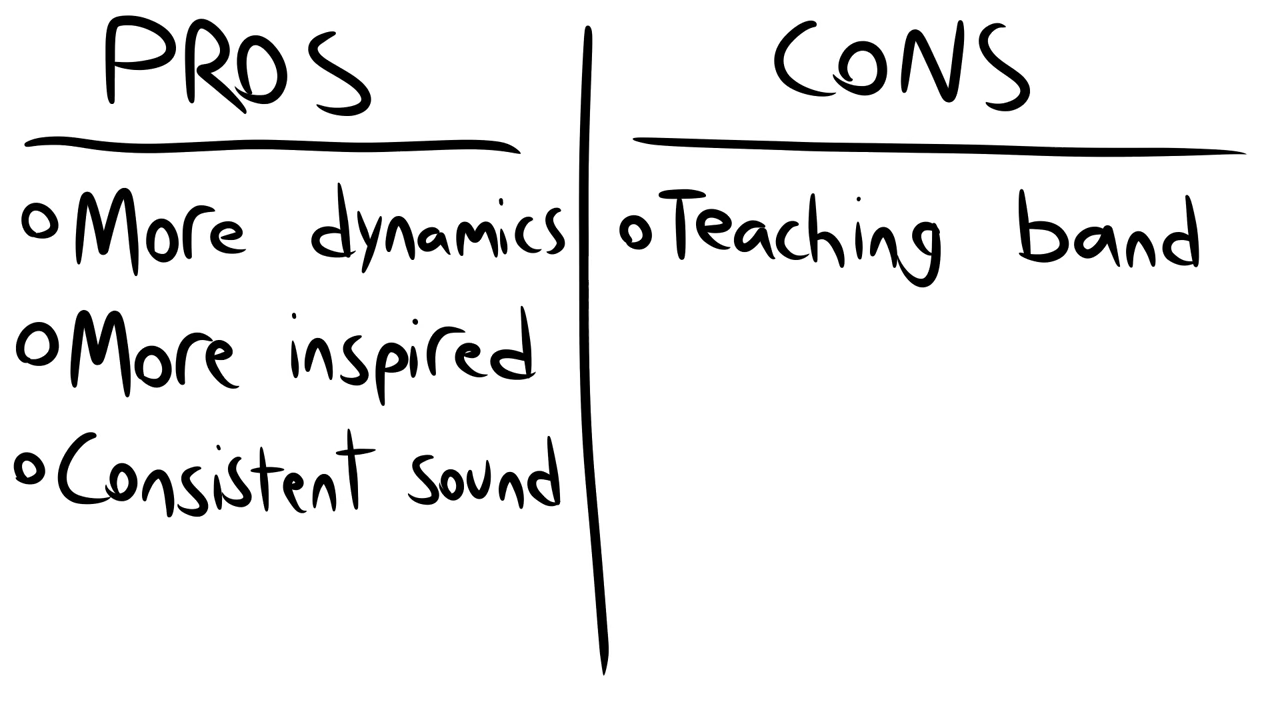 PROS
o More dynamics
o More inspired
o Consistent sound
CONS
o Teaching band